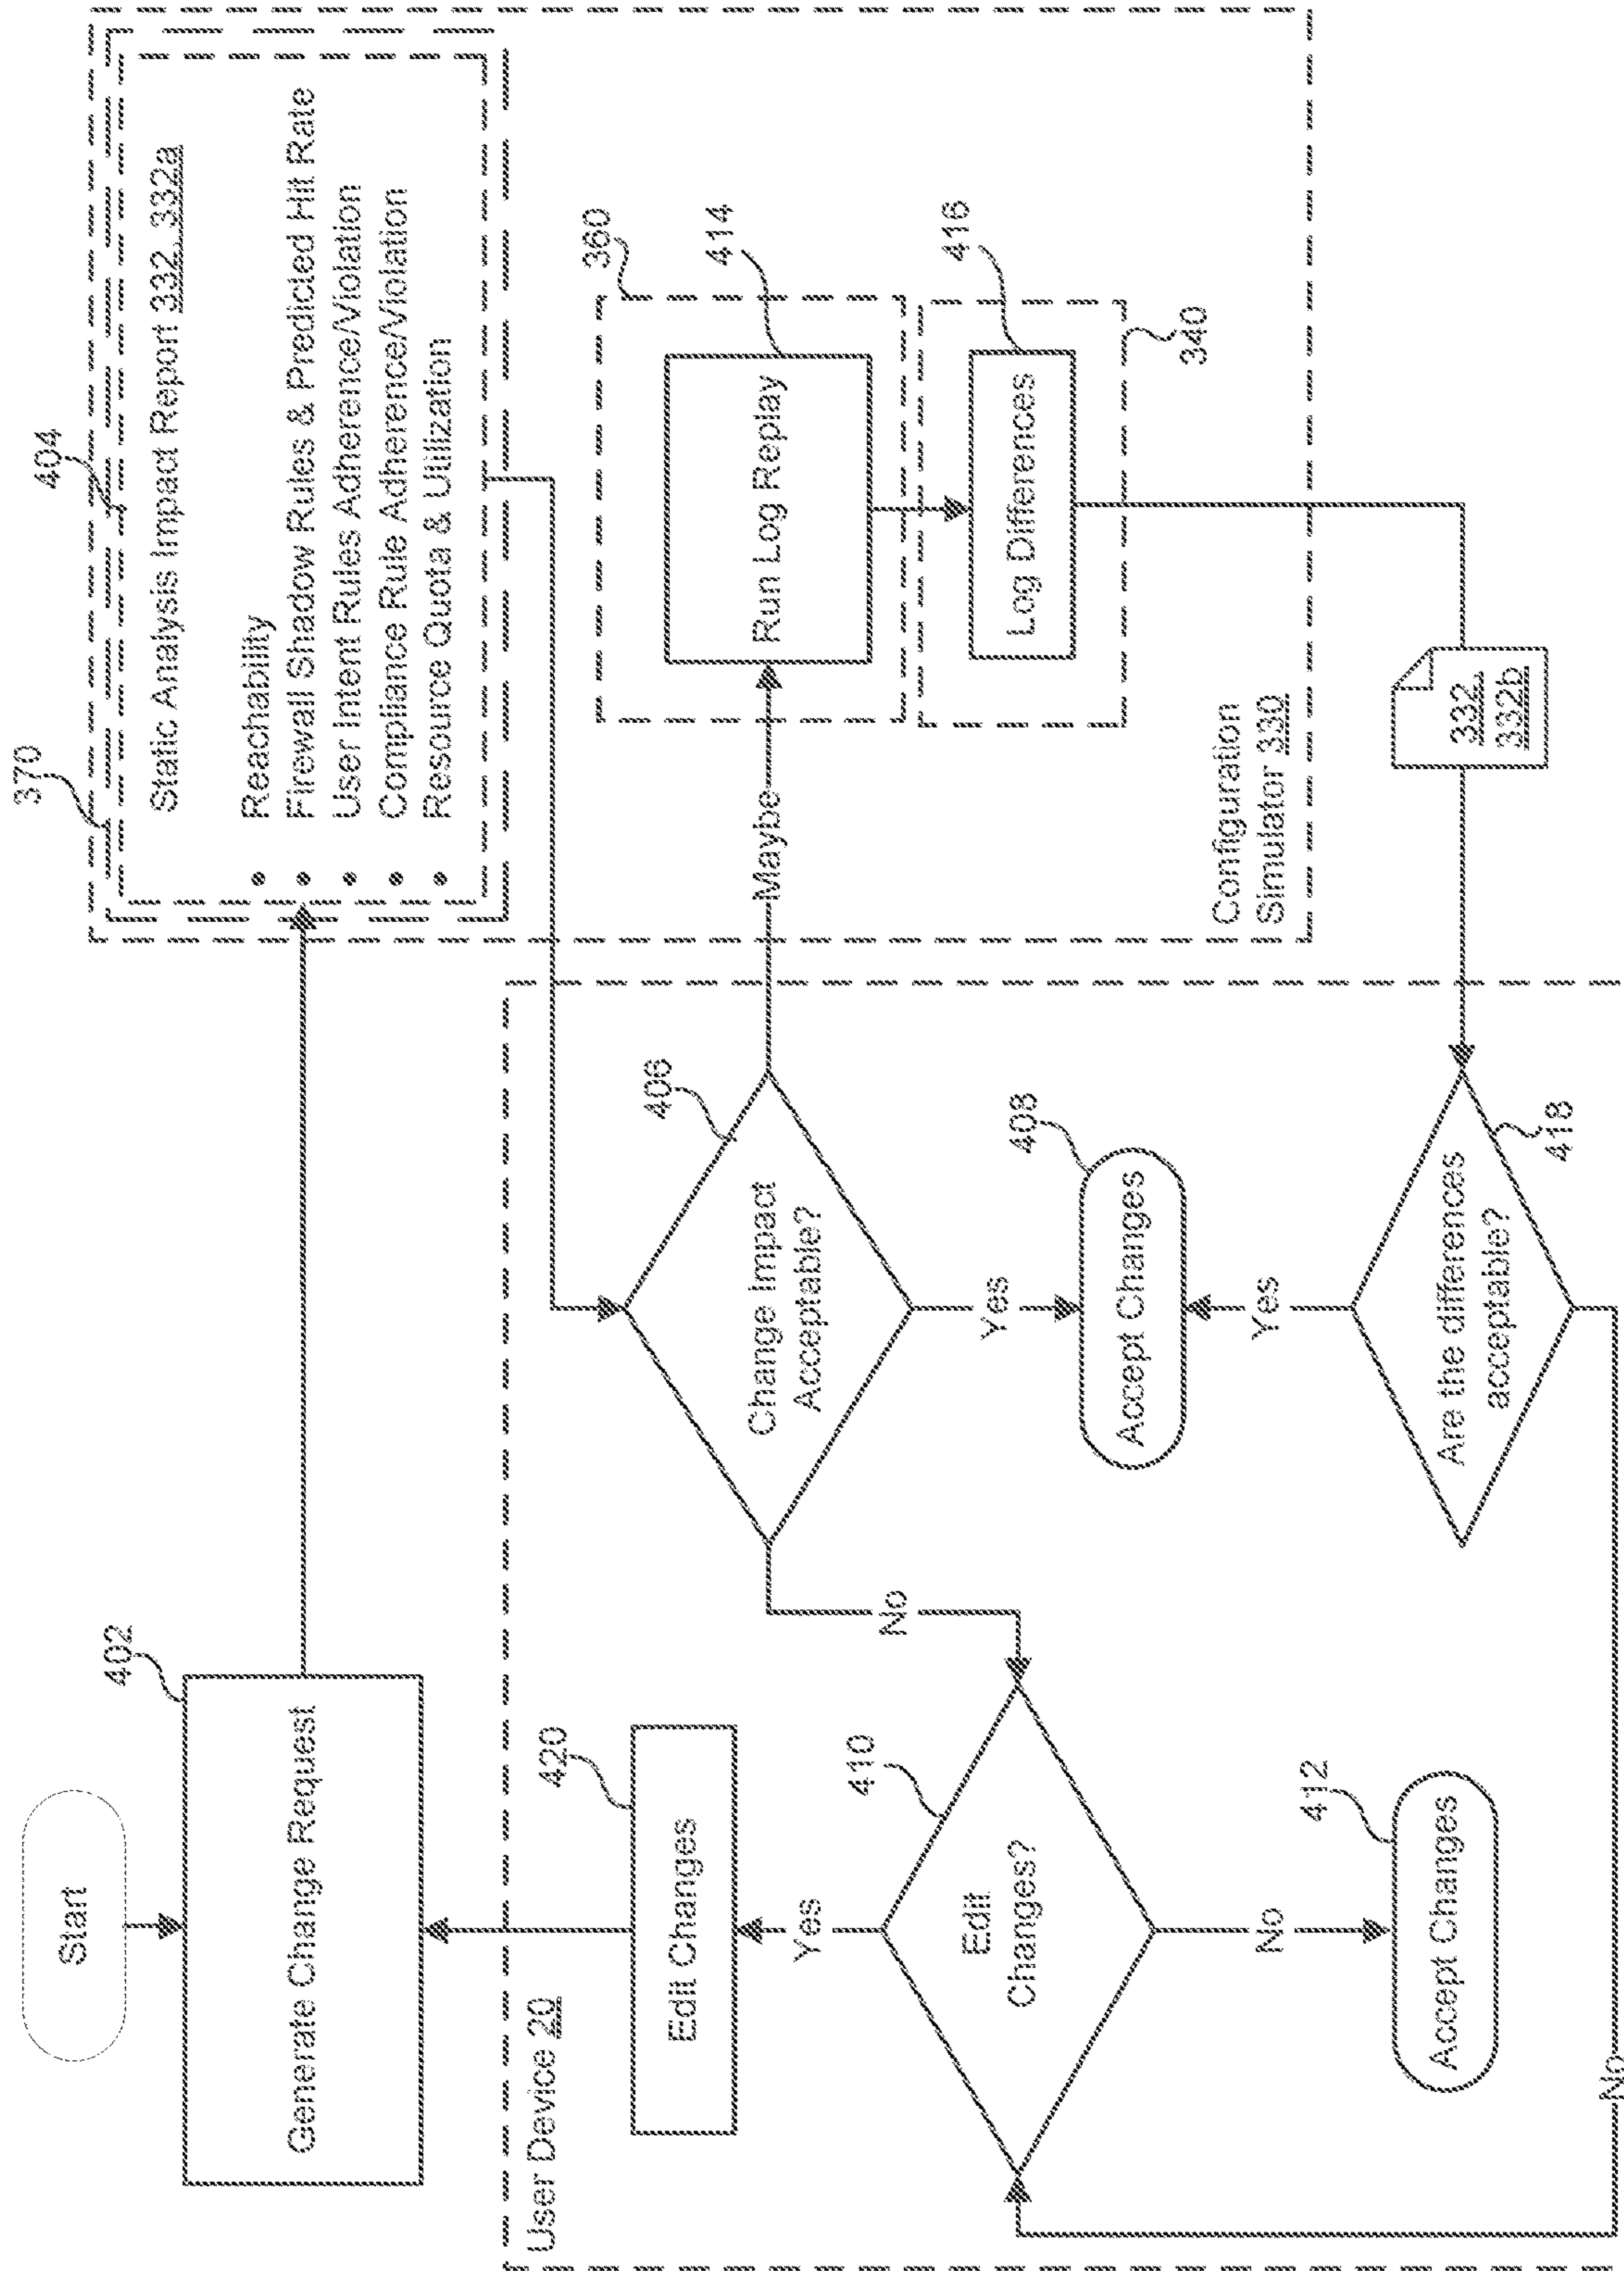 Start
402
Generate Change Request
370
404
Static Analysis Impact Report 332, 332a
• Reachability
• Firewall Shadow Rules & Predicted Hit Rate
• User Intent Rules Adherence/Violation
• Compliance Rule Adherence/Violation
• Resource Quota & Utilization
User Device 20
420
Edit Changes
Yes
410
Edit
Changes?
No
412
Accept Changes
No
406
Change Impact
Acceptable?
Maybe
Yes
408
Accept Changes
Yes
Are the differences
acceptable?
418
No
360
414
Run Log Replay
416
Log Differences
340
Configuration
Simulator 330
332,
332b